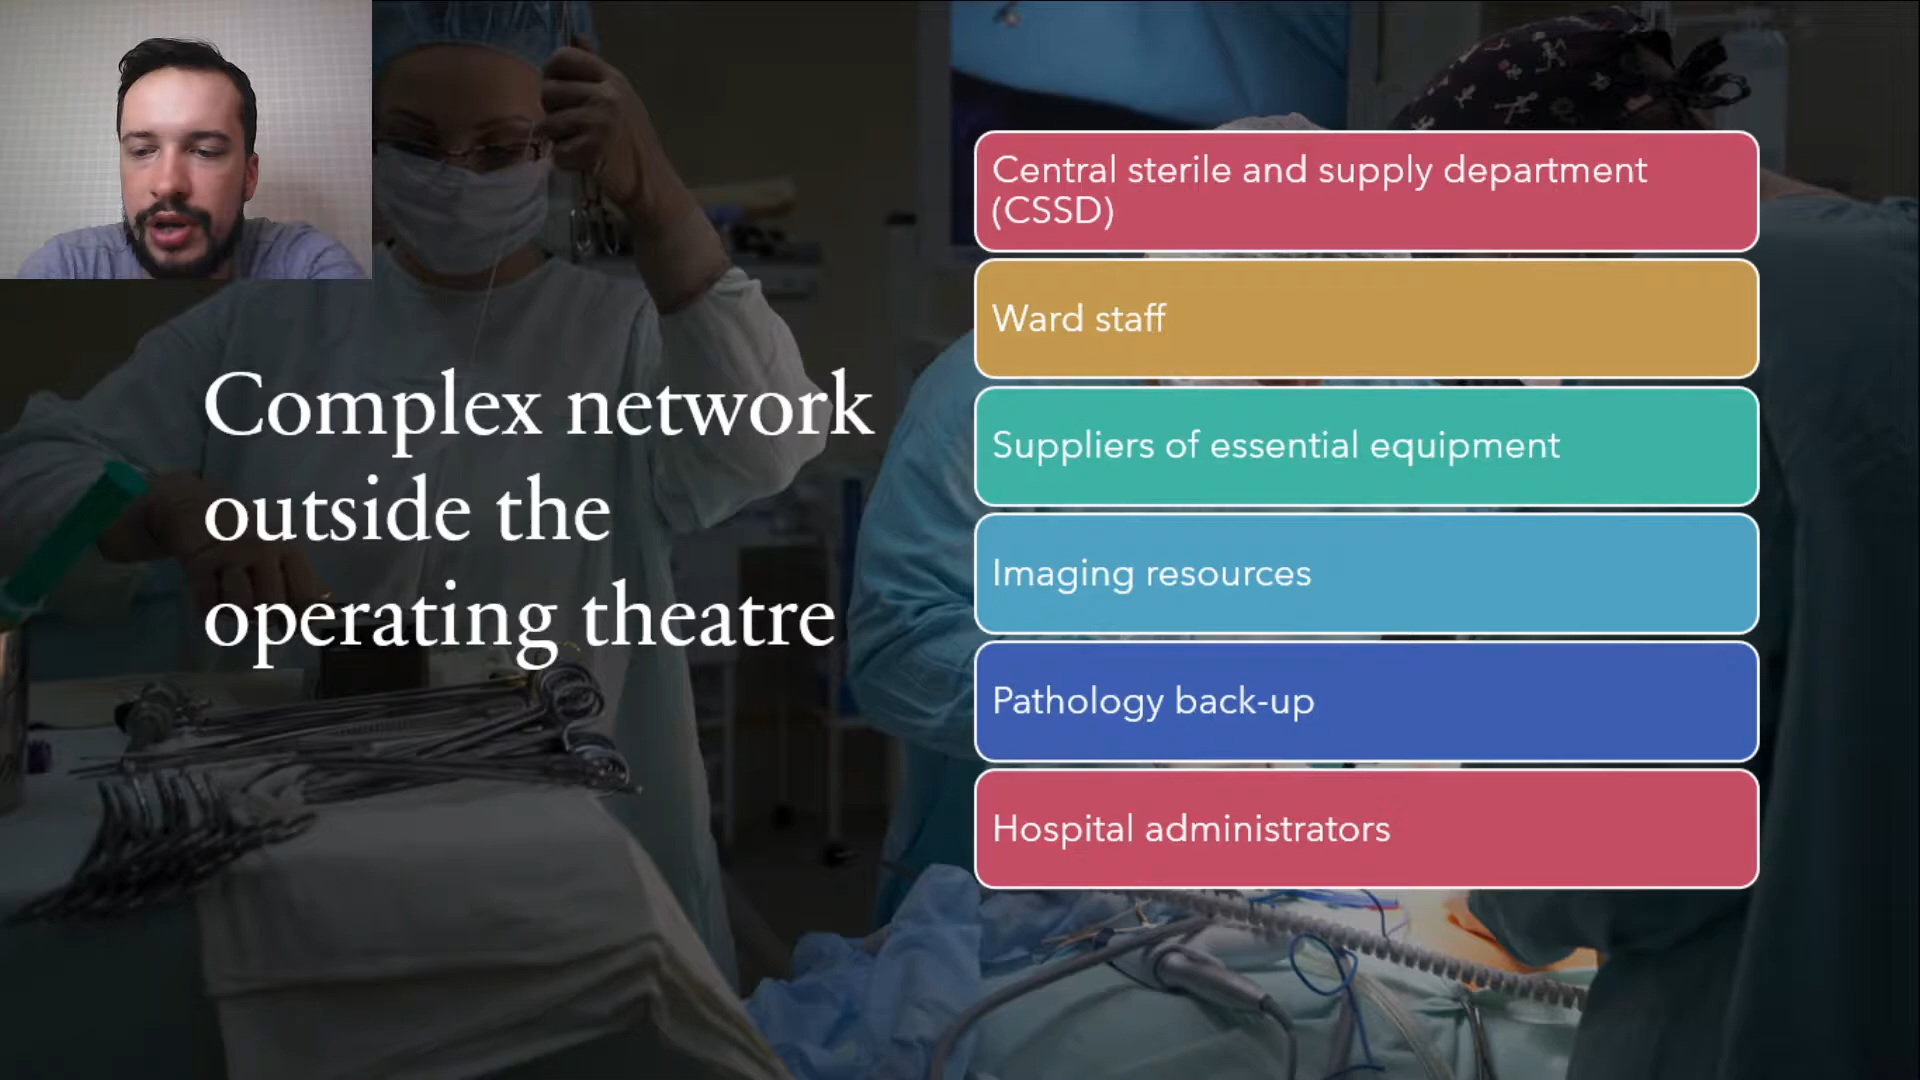 Complex network
outside the
operating theatre
Central sterile and supply department
(CSSD)
Ward staff
Suppliers of essential equipment
Imaging resources
Pathology back-up
Hospital administrators